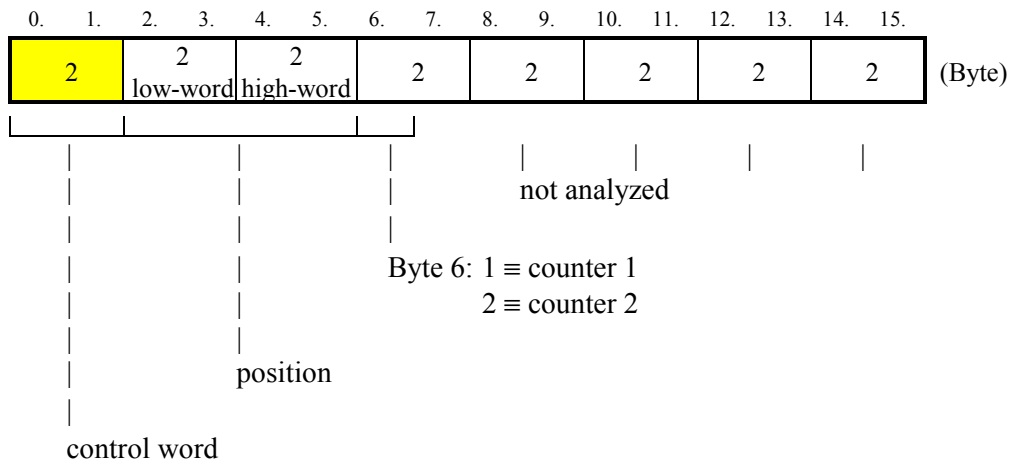 0. 1. 2. 3. 4. 5. 6. 7. 8. 9. 10. 11. 12. 13. 14. 15.
2 2 2 2 2 2 2 2 (Byte)
low-word high-word
not analyzed
Byte 6: 1 ≡ counter 1
2 ≡ counter 2
position
control word